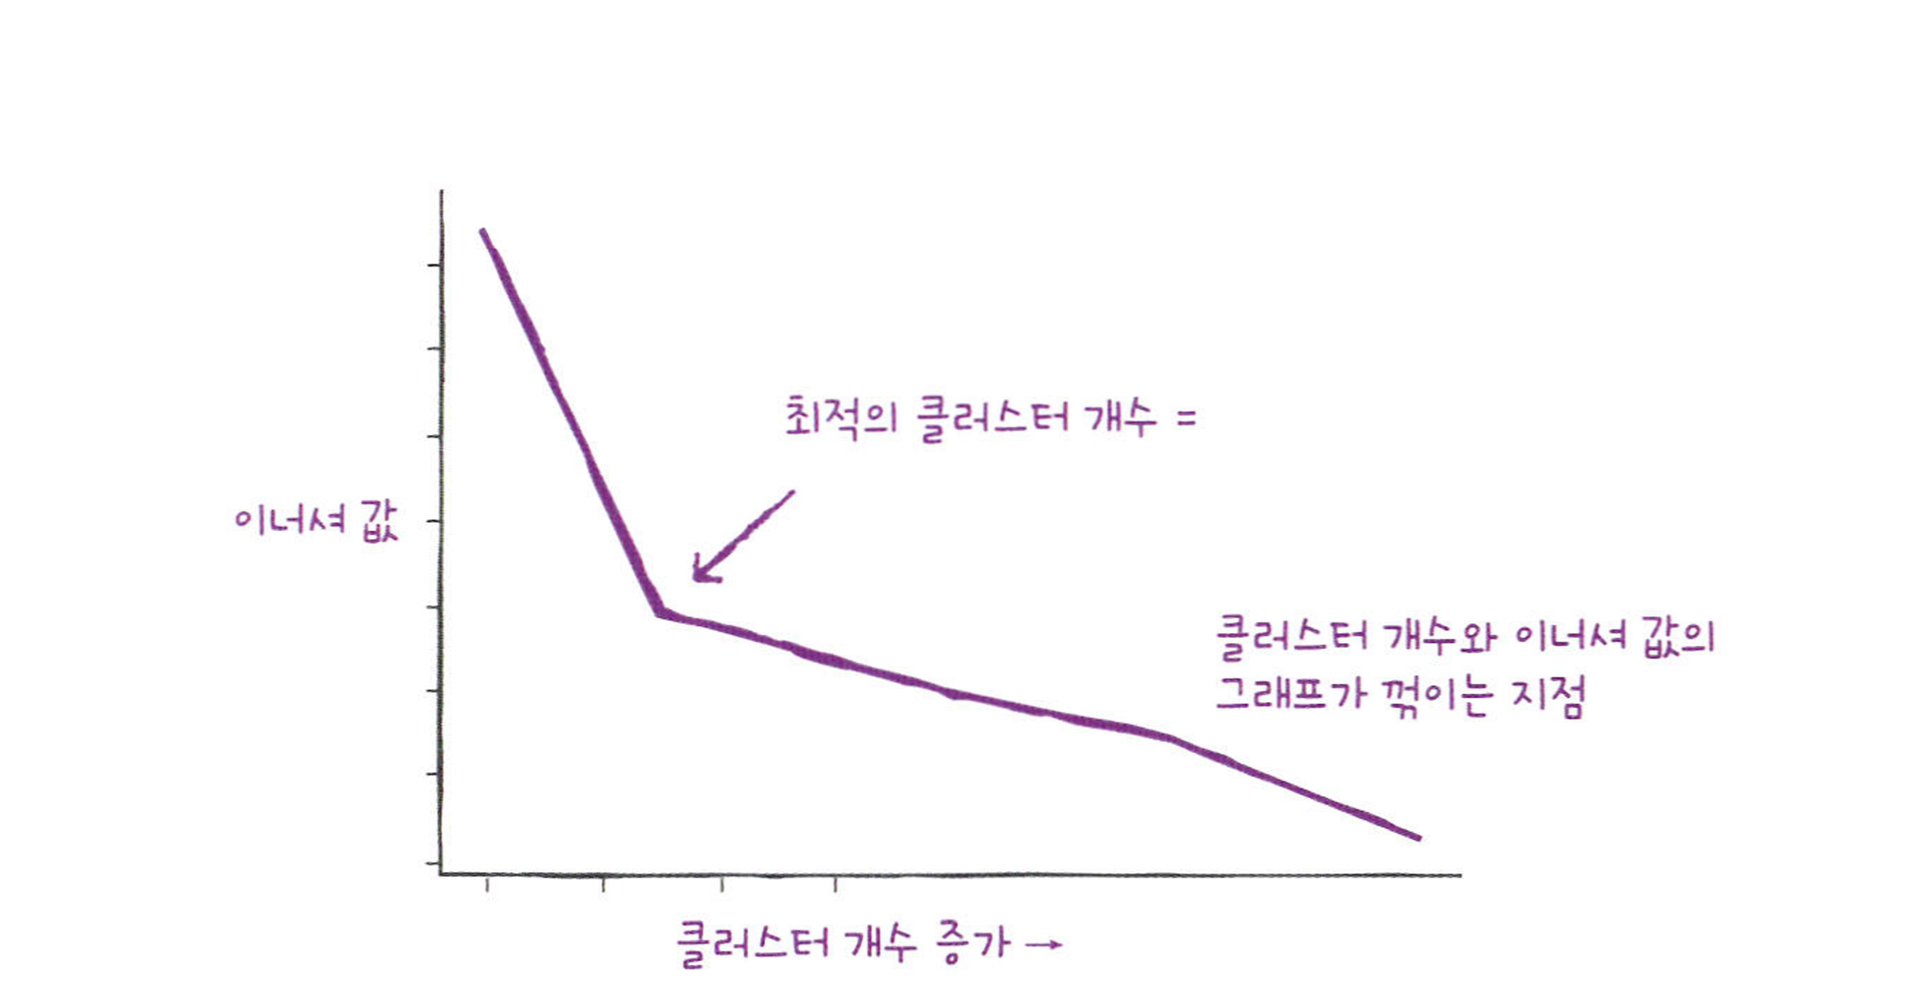 최적의 클러스터 개수 =
이너셔 값
클러스터 개수와 이너셔 값의
그래프가 꺾이는 지점
클러스터 개수 증가 →